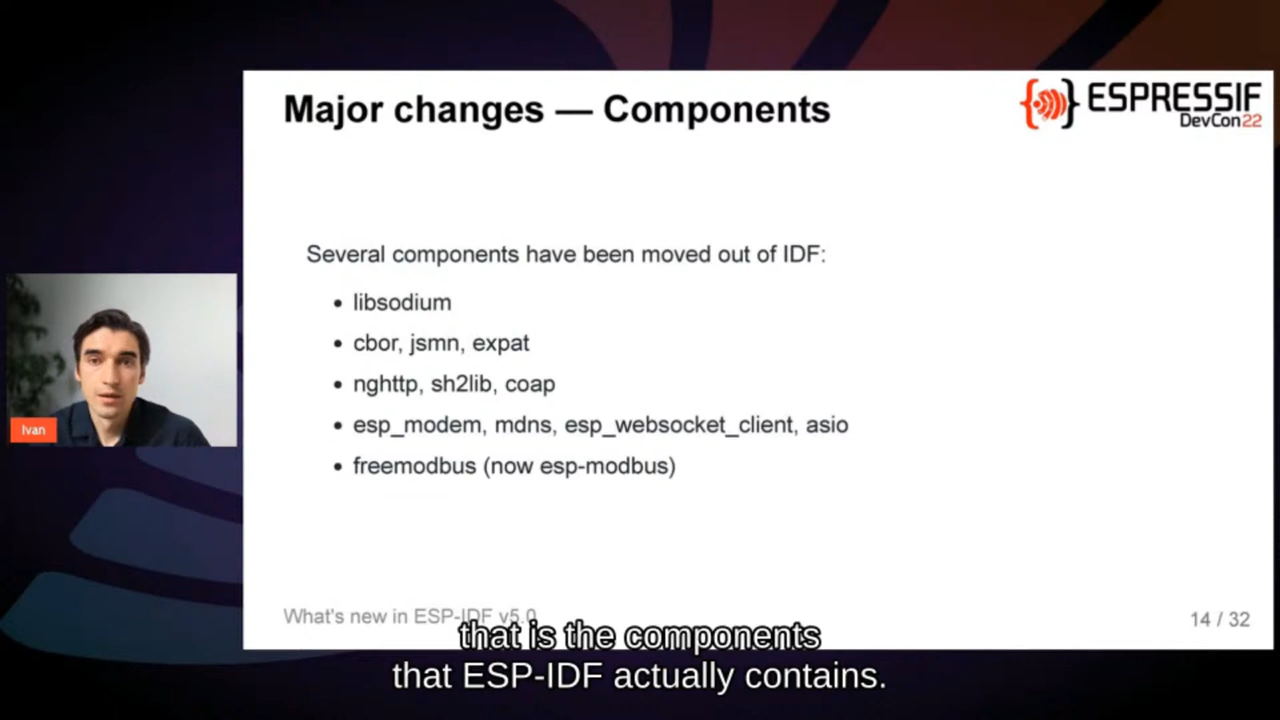 Major changes — Components
ESPRESSIF
DevCon22
Several components have been moved out of IDF:
• libsodium
• cbor, jsmn, expat
• nghttp, sh2lib, coap
• esp_modem, mdns, esp_websocket_client, asio
• freemodbus (now esp-modbus)
Ivan
What's new in ESP-IDF v5.0
14 / 32
that is the components
that ESP-IDF actually contains.